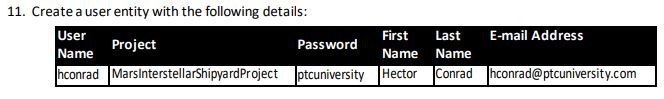 11. Create a user entity with the following details:
User Name Project Password First Name Last Name E-mail Address
hconrad MarsInterstellarShipyardProject ptcuniversity Hector Conrad hconrad@ptcuniversity.com